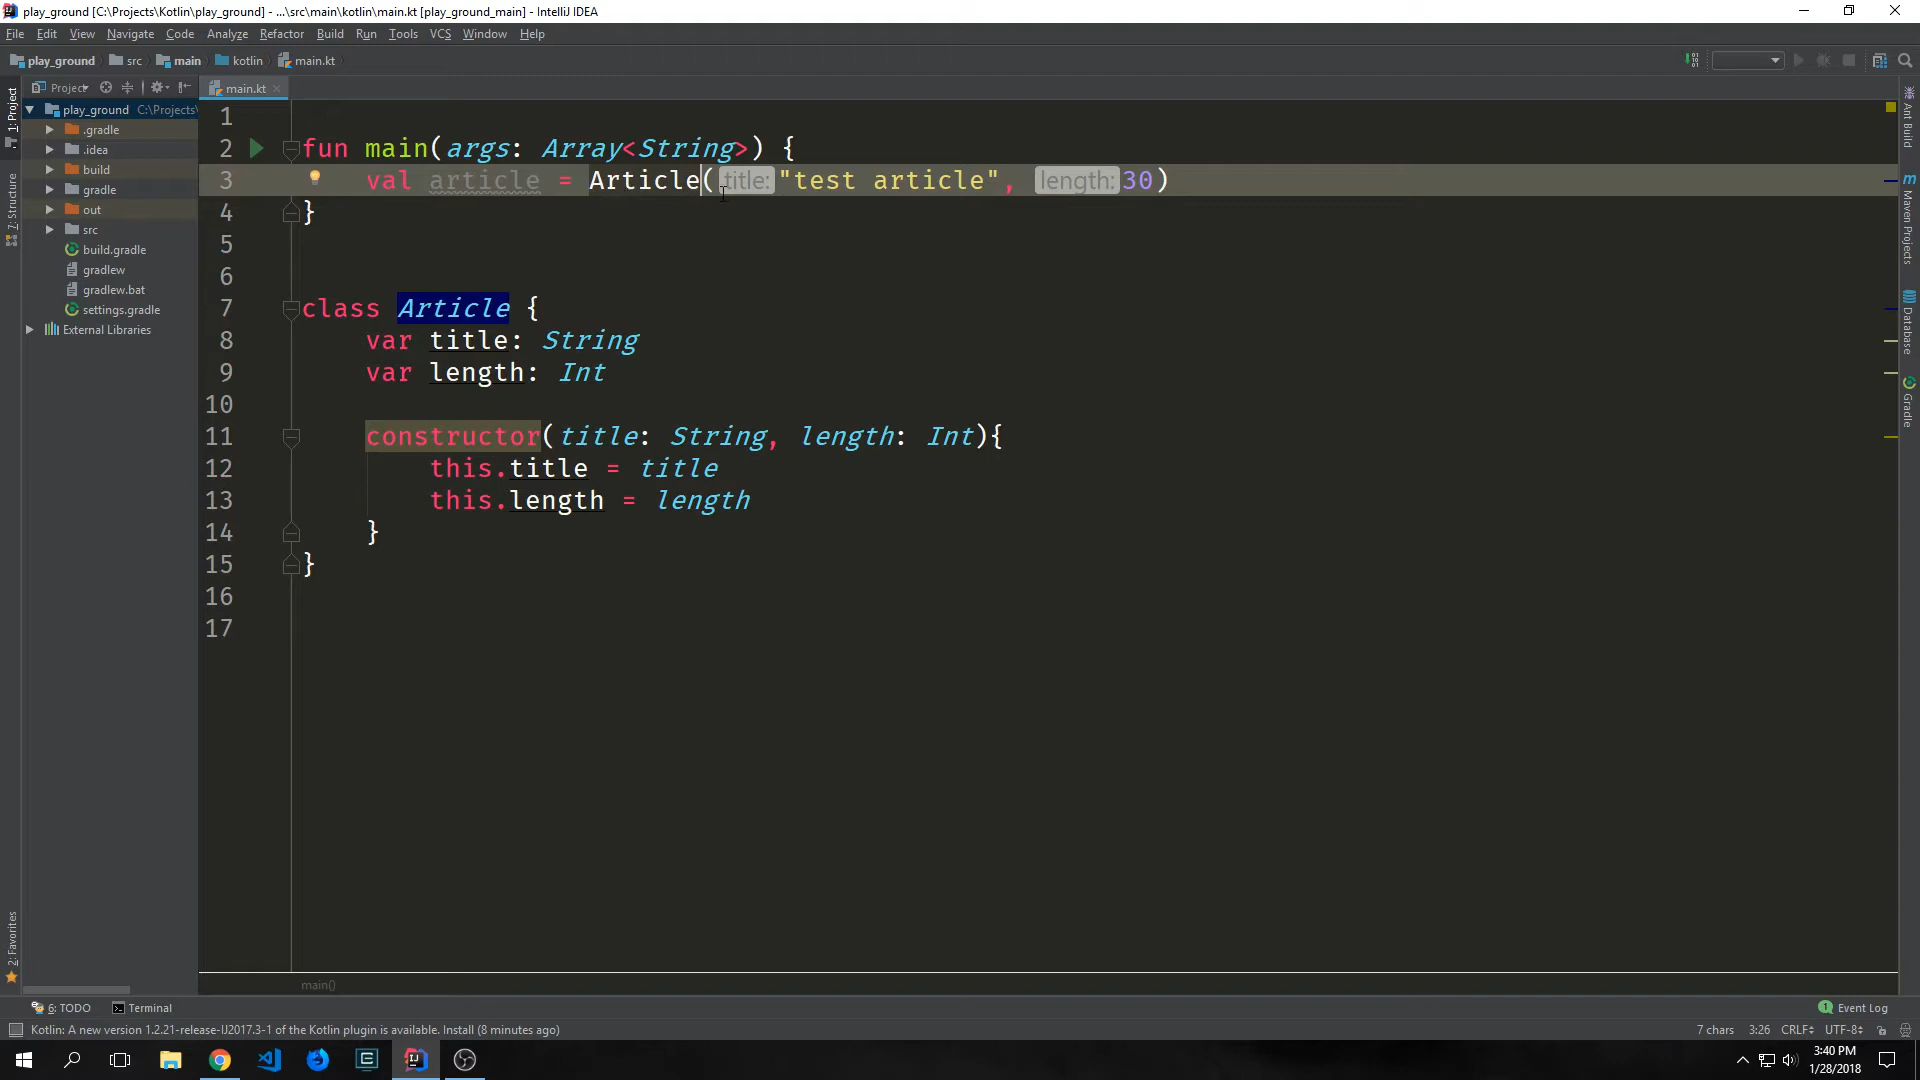 play_ground [C:\Projects\Kotlin\play_ground] - ...\src\main\kotlin\main.kt [play_ground_main] - IntelliJ IDEA
File Edit View Navigate Code Analyze Refactor Build Run Tools VCS Window Help
play_ground src main kotlin main.kt
Project main.kt
play_ground C:\Projects\
.gradle
.idea
build
gradle
out
src
build.gradle
gradlew
gradlew.bat
settings.gradle
External Libraries
1: Project
7: Structure
2: Favorites
1
2 fun main(args: Array<String>) {
3 val article = Article(title: "test article", length: 30)
4 }
5
6
7 class Article {
8 var title: String
9 var length: Int
10
11 constructor(title: String, length: Int){
12 this.title = title
13 this.length = length
14 }
15 }
16
17
Ant Build
Maven Projects
Database
Gradle
main()
6: TODO Terminal 1 Event Log
Kotlin: A new version 1.2.21-release-IJ2017.3-1 of the Kotlin plugin is available. Install (8 minutes ago) 7 chars 3:26 CRLF UTF-8
3:40 PM
1/28/2018